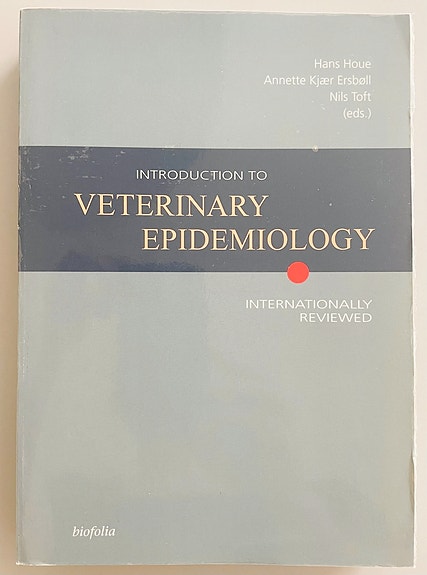 Hans Houe
Annette Kjær Ersbøll
Nils Toft
(eds.)
INTRODUCTION TO
VETERINARY
EPIDEMIOLOGY
INTERNATIONALLY
REVIEWED
biofolia